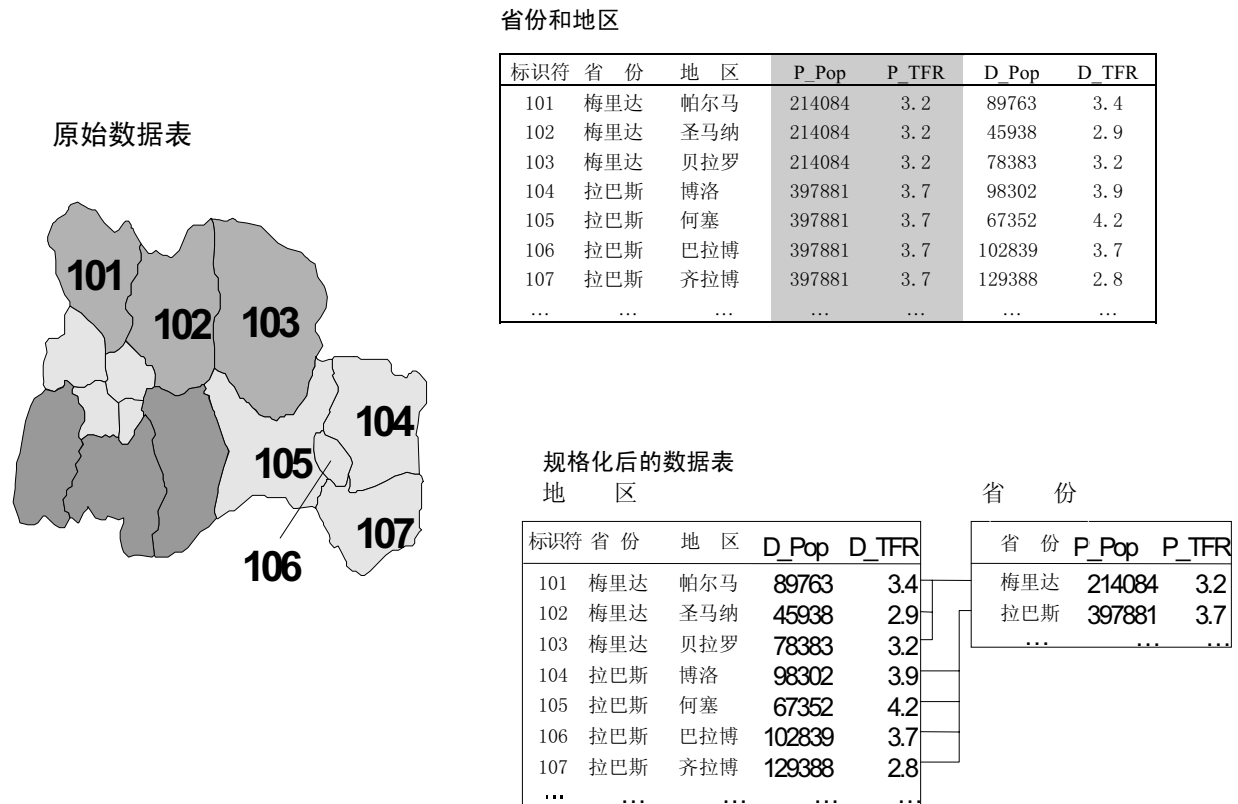 省份和地区
标识符 省 份 地 区 P_Pop P_TFR D_Pop D_TFR
101 梅里达 帕尔马 214084 3.2 89763 3.4
102 梅里达 圣马纳 214084 3.2 45938 2.9
103 梅里达 贝拉罗 214084 3.2 78383 3.2
104 拉巴斯 博洛 397881 3.7 98302 3.9
105 拉巴斯 何塞 397881 3.7 67352 4.2
106 拉巴斯 巴拉博 397881 3.7 102839 3.7
107 拉巴斯 齐拉博 397881 3.7 129388 2.8
… … … … … … …
原始数据表
101
102
103
104
105
106
107
规格化后的数据表
地 区
标识符 省 份 地 区 D_Pop D_TFR
101 梅里达 帕尔马 89763 3.4
102 梅里达 圣马纳 45938 2.9
103 梅里达 贝拉罗 78383 3.2
104 拉巴斯 博洛 98302 3.9
105 拉巴斯 何塞 67352 4.2
106 拉巴斯 巴拉博 102839 3.7
107 拉巴斯 齐拉博 129388 2.8
… … … … …
省 份
省 份 P_Pop P_TFR
梅里达 214084 3.2
拉巴斯 397881 3.7
… … …